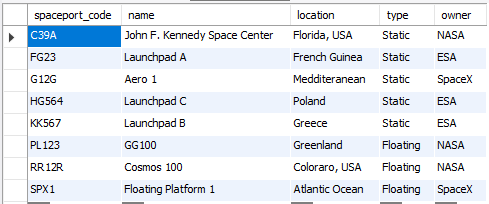 spaceport_code name location type owner
C39A John F. Kennedy Space Center Florida, USA Static NASA
FG23 Launchpad A French Guinea Static ESA
G12G Aero 1 Medditeranean Static SpaceX
HG564 Launchpad C Poland Static ESA
KK567 Launchpad B Greece Static ESA
PL123 GG100 Greenland Floating NASA
RR12R Cosmos 100 Coloraro, USA Floating NASA
SPX1 Floating Platform 1 Atlantic Ocean Floating SpaceX